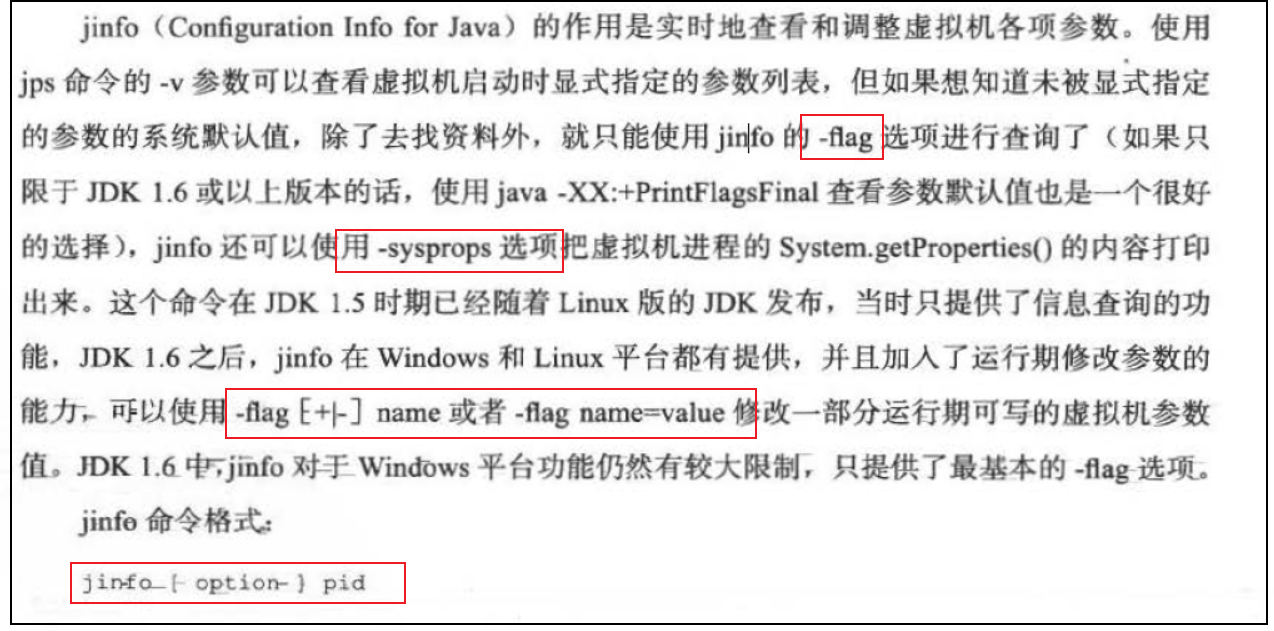 jinfo（Configuration Info for Java）的作用是实时地查看和调整虚拟机各项参数。使用
jps 命令的 -v 参数可以查看虚拟机启动时显式指定的参数列表，但如果想知道未被显式指定
的参数的系统默认值，除了去找资料外，就只能使用 jinfo 的 -flag 选项进行查询了（如果只
限于 JDK 1.6 或以上版本的话，使用 java -XX:+PrintFlagsFinal 查看参数默认值也是一个很好
的选择），jinfo 还可以使用 -sysprops 选项把虚拟机进程的 System.getProperties() 的内容打印
出来。这个命令在 JDK 1.5 时期已经随着 Linux 版的 JDK 发布，当时只提供了信息查询的功
能，JDK 1.6 之后，jinfo 在 Windows 和 Linux 平台都有提供，并且加入了运行期修改参数的
能力，可以使用 -flag［+|-］name 或者 -flag name=value 修改一部分运行期可写的虚拟机参数
值。JDK 1.6 中，jinfo 对于 Windows 平台功能仍然有较大限制，只提供了最基本的 -flag 选项。
jinfo 命令格式：
jinfo [ option ] pid